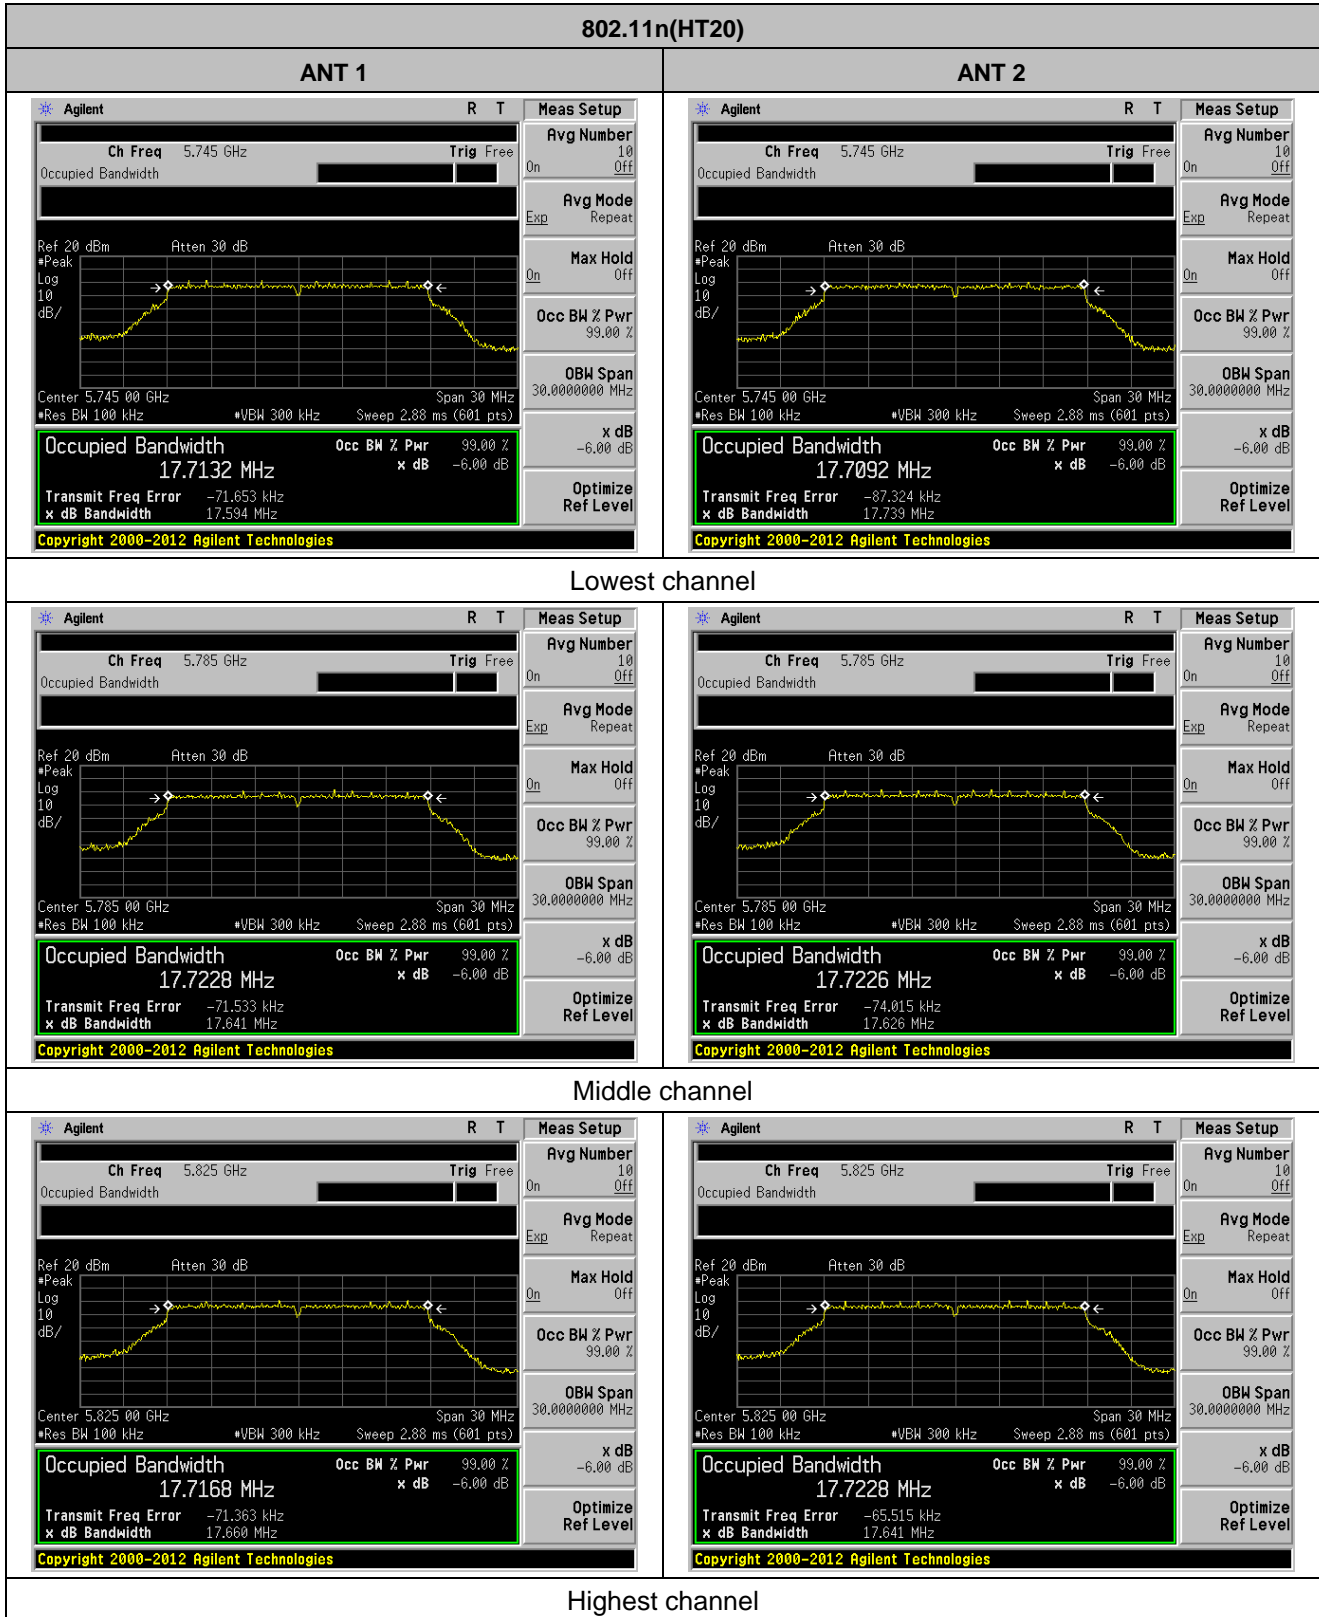 802.11n(HT20)
ANT 1
ANT 2
Agilent R T Meas Setup
Ch Freq 5.745 GHz Trig Free
Occupied Bandwidth
Avg Number
10
On Off
Avg Mode
Exp Repeat
Ref 20 dBm Atten 30 dB
#Peak
Log
10
dB/
Max Hold
On Off
Occ BW % Pwr
99.00 %
OBW Span
30.0000000 MHz
Center 5.745 00 GHz Span 30 MHz
#Res BW 100 kHz #VBW 300 kHz Sweep 2.88 ms (601 pts)
x dB
-6.00 dB
Occupied Bandwidth Occ BW % Pwr 99.00 %
17.7132 MHz x dB -6.00 dB
Transmit Freq Error -71.653 kHz
x dB Bandwidth 17.594 MHz
Optimize
Ref Level
Copyright 2000-2012 Agilent Technologies
Agilent R T Meas Setup
Ch Freq 5.745 GHz Trig Free
Occupied Bandwidth
Avg Number
10
On Off
Avg Mode
Exp Repeat
Ref 20 dBm Atten 30 dB
#Peak
Log
10
dB/
Max Hold
On Off
Occ BW % Pwr
99.00 %
OBW Span
30.0000000 MHz
Center 5.745 00 GHz Span 30 MHz
#Res BW 100 kHz #VBW 300 kHz Sweep 2.88 ms (601 pts)
x dB
-6.00 dB
Occupied Bandwidth Occ BW % Pwr 99.00 %
17.7092 MHz x dB -6.00 dB
Transmit Freq Error -87.324 kHz
x dB Bandwidth 17.739 MHz
Optimize
Ref Level
Copyright 2000-2012 Agilent Technologies
Lowest channel
Agilent R T Meas Setup
Ch Freq 5.785 GHz Trig Free
Occupied Bandwidth
Avg Number
10
On Off
Avg Mode
Exp Repeat
Ref 20 dBm Atten 30 dB
#Peak
Log
10
dB/
Max Hold
On Off
Occ BW % Pwr
99.00 %
OBW Span
30.0000000 MHz
Center 5.785 00 GHz Span 30 MHz
#Res BW 100 kHz #VBW 300 kHz Sweep 2.88 ms (601 pts)
x dB
-6.00 dB
Occupied Bandwidth Occ BW % Pwr 99.00 %
17.7228 MHz x dB -6.00 dB
Transmit Freq Error -71.533 kHz
x dB Bandwidth 17.641 MHz
Optimize
Ref Level
Copyright 2000-2012 Agilent Technologies
Agilent R T Meas Setup
Ch Freq 5.785 GHz Trig Free
Occupied Bandwidth
Avg Number
10
On Off
Avg Mode
Exp Repeat
Ref 20 dBm Atten 30 dB
#Peak
Log
10
dB/
Max Hold
On Off
Occ BW % Pwr
99.00 %
OBW Span
30.0000000 MHz
Center 5.785 00 GHz Span 30 MHz
#Res BW 100 kHz #VBW 300 kHz Sweep 2.88 ms (601 pts)
x dB
-6.00 dB
Occupied Bandwidth Occ BW % Pwr 99.00 %
17.7226 MHz x dB -6.00 dB
Transmit Freq Error -74.015 kHz
x dB Bandwidth 17.626 MHz
Optimize
Ref Level
Copyright 2000-2012 Agilent Technologies
Middle channel
Agilent R T Meas Setup
Ch Freq 5.825 GHz Trig Free
Occupied Bandwidth
Avg Number
10
On Off
Avg Mode
Exp Repeat
Ref 20 dBm Atten 30 dB
#Peak
Log
10
dB/
Max Hold
On Off
Occ BW % Pwr
99.00 %
OBW Span
30.0000000 MHz
Center 5.825 00 GHz Span 30 MHz
#Res BW 100 kHz #VBW 300 kHz Sweep 2.88 ms (601 pts)
x dB
-6.00 dB
Occupied Bandwidth Occ BW % Pwr 99.00 %
17.7168 MHz x dB -6.00 dB
Transmit Freq Error -71.363 kHz
x dB Bandwidth 17.660 MHz
Optimize
Ref Level
Copyright 2000-2012 Agilent Technologies
Agilent R T Meas Setup
Ch Freq 5.825 GHz Trig Free
Occupied Bandwidth
Avg Number
10
On Off
Avg Mode
Exp Repeat
Ref 20 dBm Atten 30 dB
#Peak
Log
10
dB/
Max Hold
On Off
Occ BW % Pwr
99.00 %
OBW Span
30.0000000 MHz
Center 5.825 00 GHz Span 30 MHz
#Res BW 100 kHz #VBW 300 kHz Sweep 2.88 ms (601 pts)
x dB
-6.00 dB
Occupied Bandwidth Occ BW % Pwr 99.00 %
17.7228 MHz x dB -6.00 dB
Transmit Freq Error -65.515 kHz
x dB Bandwidth 17.641 MHz
Optimize
Ref Level
Copyright 2000-2012 Agilent Technologies
Highest channel